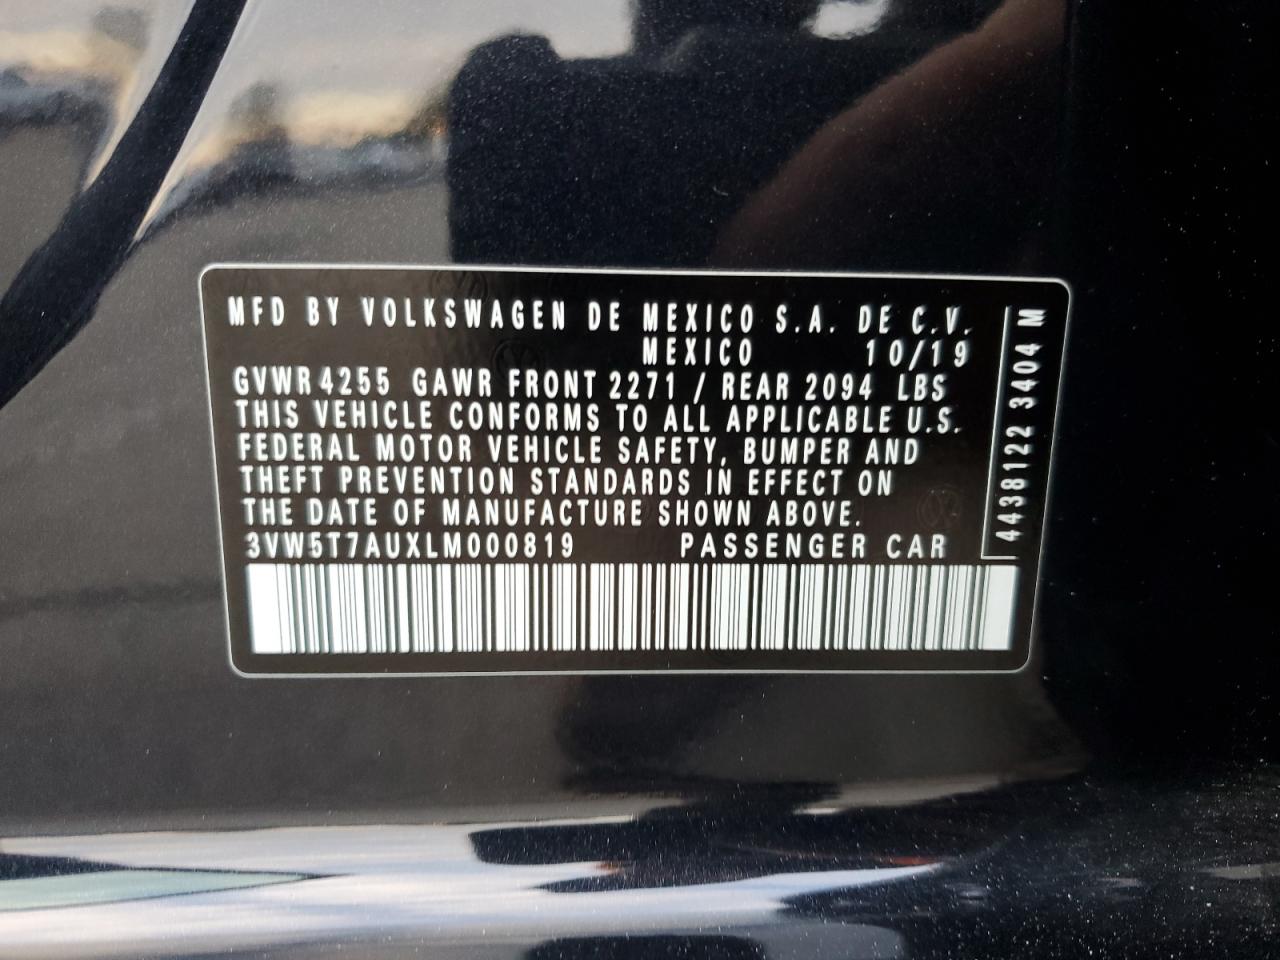 MFD BY VOLKSWAGEN DE MEXICO S.A. DE C.V.
MEXICO 10/19
GVWR 4255 GAWR FRONT 2271 / REAR 2094 LBS
THIS VEHICLE CONFORMS TO ALL APPLICABLE U.S.
FEDERAL MOTOR VEHICLE SAFETY, BUMPER AND
THEFT PREVENTION STANDARDS IN EFFECT ON
THE DATE OF MANUFACTURE SHOWN ABOVE.
3VW5T7AUXLM000819 PASSENGER CAR
4438122 3404 M